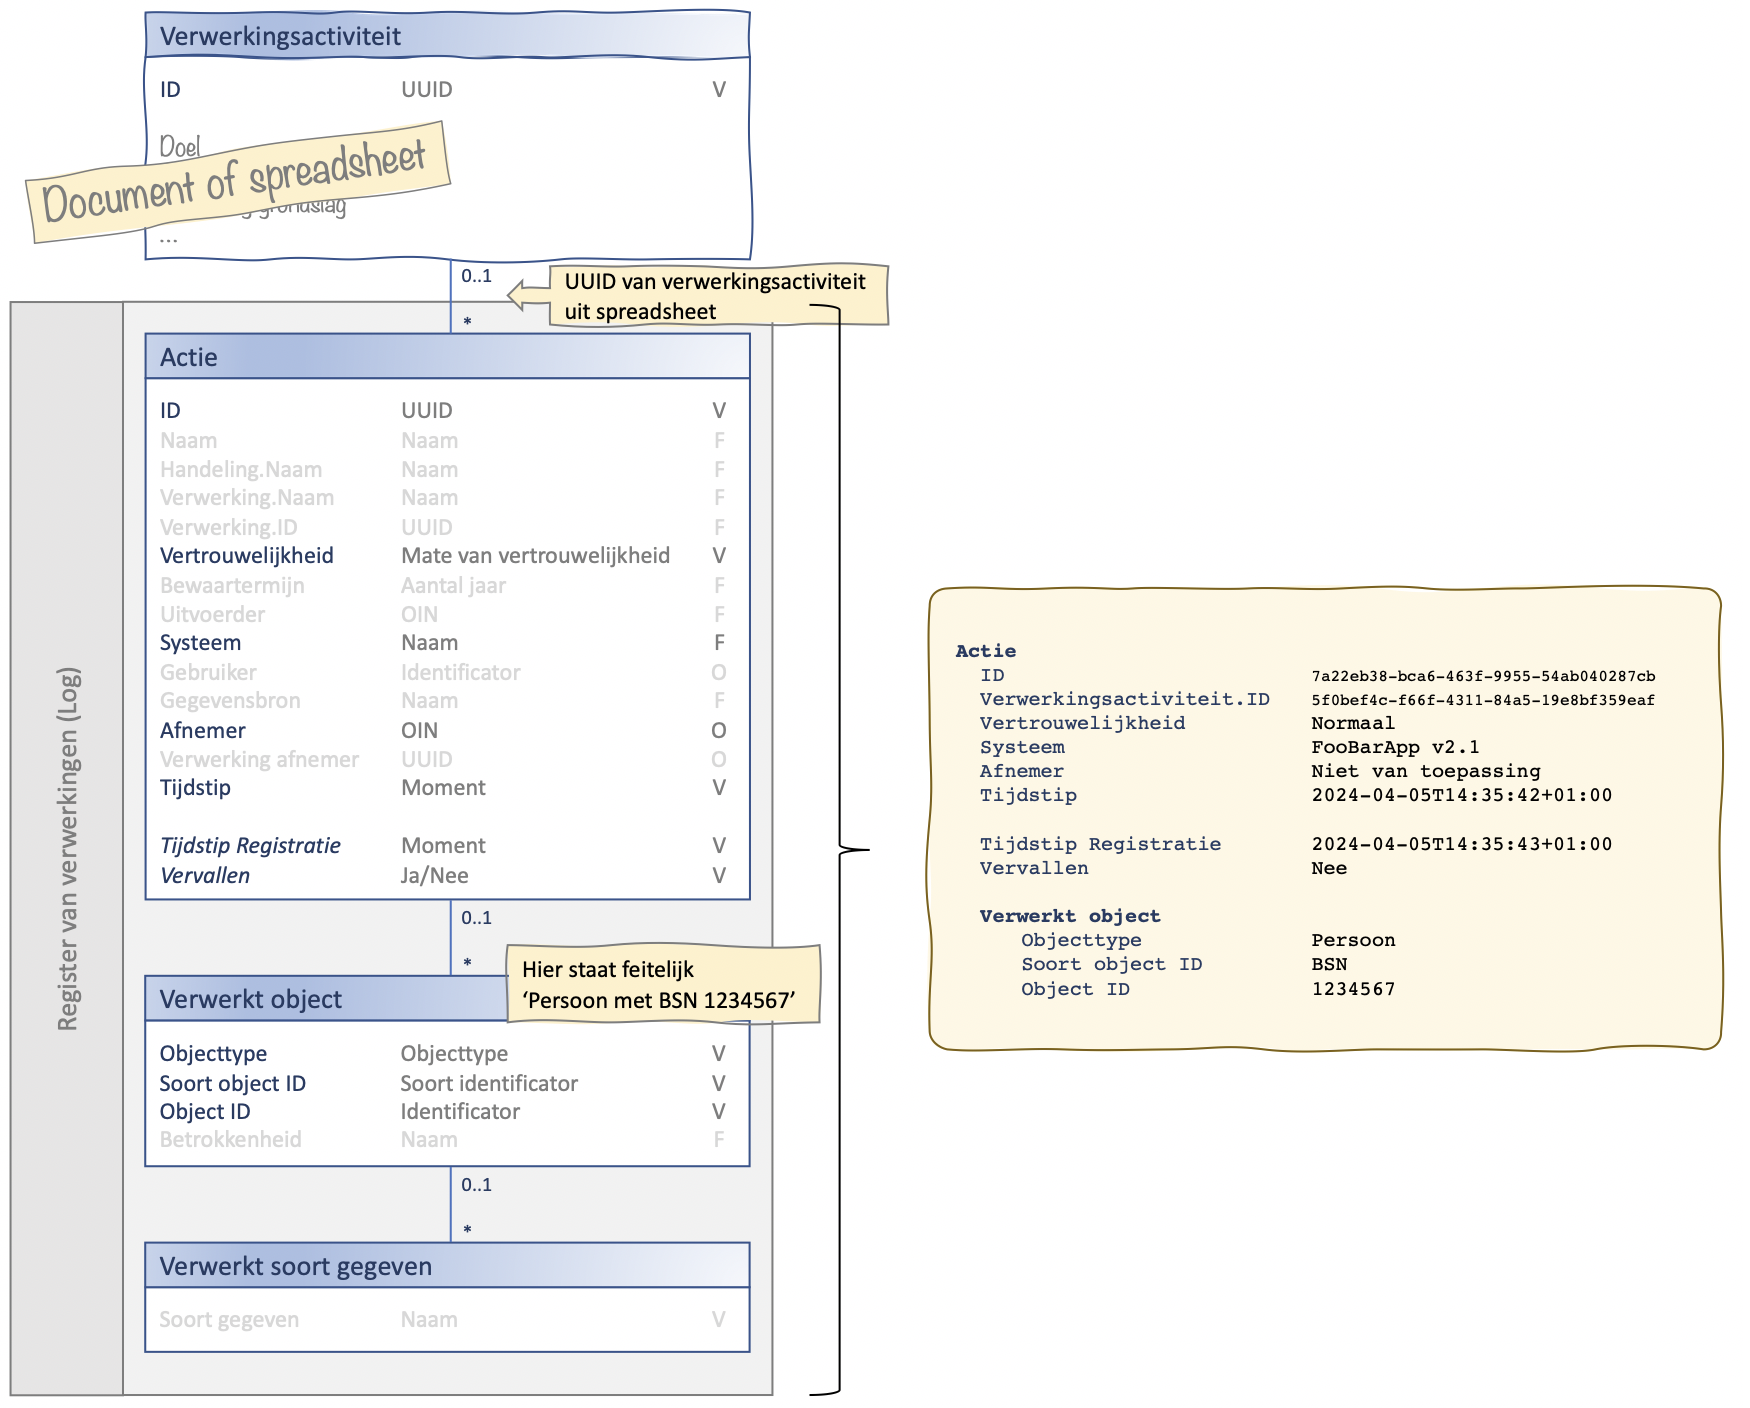 Verwerkingsactiviteit
ID UUID V
Doel
Document of spreadsheet
grondslag
...
0..1
UUID van verwerkingsactiviteit
uit spreadsheet
*
Register van verwerkingen (Log)
Actie
ID UUID V
Naam Naam F
Handeling.Naam Naam F
Verwerking.Naam Naam F
Verwerking.ID UUID F
Vertrouwelijkheid Mate van vertrouwelijkheid V
Bewaartermijn Aantal jaar F
Uitvoerder OIN F
Systeem Naam F
Gebruiker Identificator O
Gegevensbron Naam F
Afnemer OIN O
Verwerking afnemer UUID O
Tijdstip Moment V
Tijdstip Registratie Moment V
Vervallen Ja/Nee V
0..1
*
Hier staat feitelijk
‘Persoon met BSN 1234567’
Verwerkt object
Objecttype Objecttype V
Soort object ID Soort identificator V
Object ID Identificator V
Betrokkenheid Naam F
0..1
*
Verwerkt soort gegeven
Soort gegeven Naam V
Actie
ID 7a22eb38-bca6-463f-9955-54ab040287cb
Verwerkingsactiviteit.ID 5f0bef4c-f66f-4311-84a5-19e8bf359eaf
Vertrouwelijkheid Normaal
Systeem FooBarApp v2.1
Afnemer Niet van toepassing
Tijdstip 2024-04-05T14:35:42+01:00
Tijdstip Registratie 2024-04-05T14:35:43+01:00
Vervallen Nee
Verwerkt object
Objecttype Persoon
Soort object ID BSN
Object ID 1234567